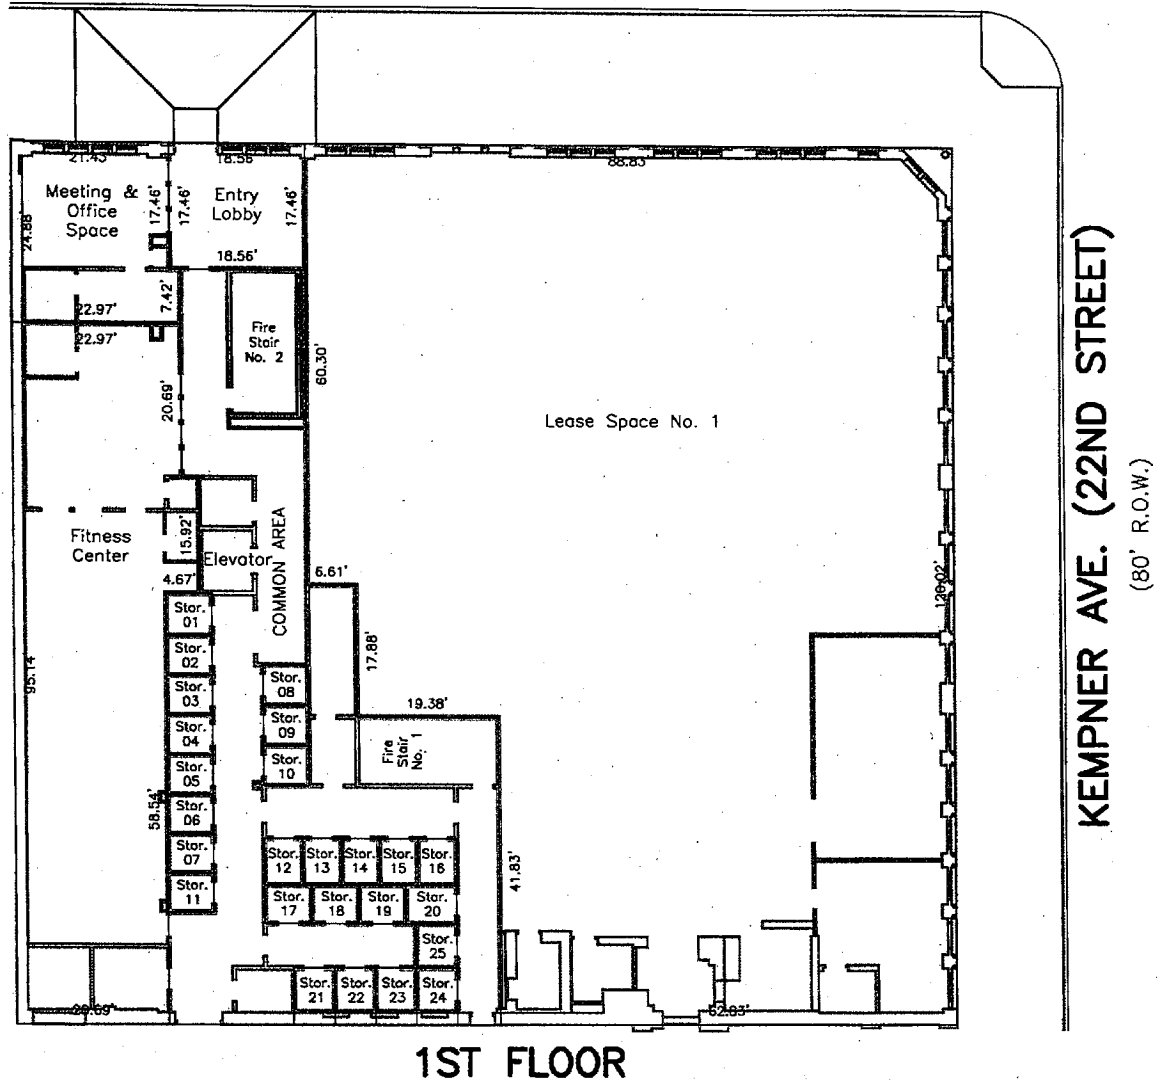 21.43'
18.56'
88.83'
Meeting &
Office
Space
17.46'
17.46'
Entry
Lobby
17.46'
24.88'
18.56'
7.42'
22.97'
22.97'
Fire
Stair
No. 2
60.30'
20.69'
Lease Space No. 1
KEMPNER AVE. (22ND STREET)
(80' R.O.W.)
Fitness
Center
15.92'
Elevator
COMMON AREA
4.67'
6.61'
126.02'
Stor.
01
Stor.
02
Stor.
03
Stor.
04
Stor.
05
Stor.
06
Stor.
07
Stor.
11
95.14'
58.54'
17.88'
Stor.
08
Stor.
09
Stor.
10
19.38'
Fire
Stair
No. 1
41.83'
Stor.
12
Stor.
13
Stor.
14
Stor.
15
Stor.
16
Stor.
17
Stor.
18
Stor.
19
Stor.
20
Stor.
25
Stor.
21
Stor.
22
Stor.
23
Stor.
24
62.83'
1ST FLOOR